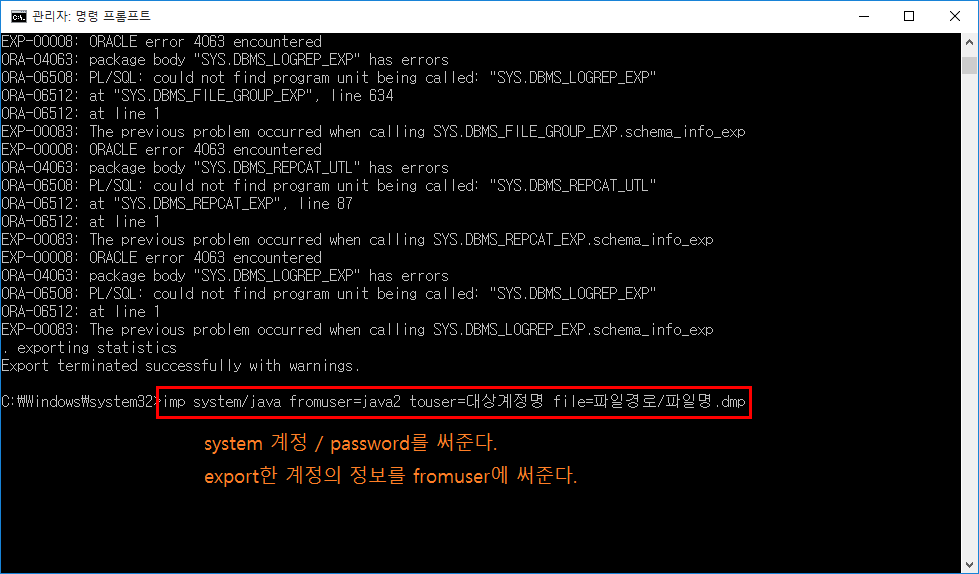 관리자: 명령 프롬프트
EXP-00008: ORACLE error 4063 encountered
ORA-04063: package body "SYS.DBMS_LOGREP_EXP" has errors
ORA-06508: PL/SQL: could not find program unit being called: "SYS.DBMS_LOGREP_EXP"
ORA-06512: at "SYS.DBMS_FILE_GROUP_EXP", line 634
ORA-06512: at line 1
EXP-00083: The previous problem occurred when calling SYS.DBMS_FILE_GROUP_EXP.schema_info_exp
EXP-00008: ORACLE error 4063 encountered
ORA-04063: package body "SYS.DBMS_REPCAT_UTL" has errors
ORA-06508: PL/SQL: could not find program unit being called: "SYS.DBMS_REPCAT_UTL"
ORA-06512: at "SYS.DBMS_REPCAT_EXP", line 87
ORA-06512: at line 1
EXP-00083: The previous problem occurred when calling SYS.DBMS_REPCAT_EXP.schema_info_exp
EXP-00008: ORACLE error 4063 encountered
ORA-04063: package body "SYS.DBMS_LOGREP_EXP" has errors
ORA-06508: PL/SQL: could not find program unit being called: "SYS.DBMS_LOGREP_EXP"
ORA-06512: at line 1
EXP-00083: The previous problem occurred when calling SYS.DBMS_LOGREP_EXP.schema_info_exp
. exporting statistics
Export terminated successfully with warnings.
C:₩Windows₩system32>imp system/java fromuser=java2 touser=대상계정명 file=파일경로/파일명.dmp
system 계정 / password를 써준다.
export한 계정의 정보를 fromuser에 써준다.